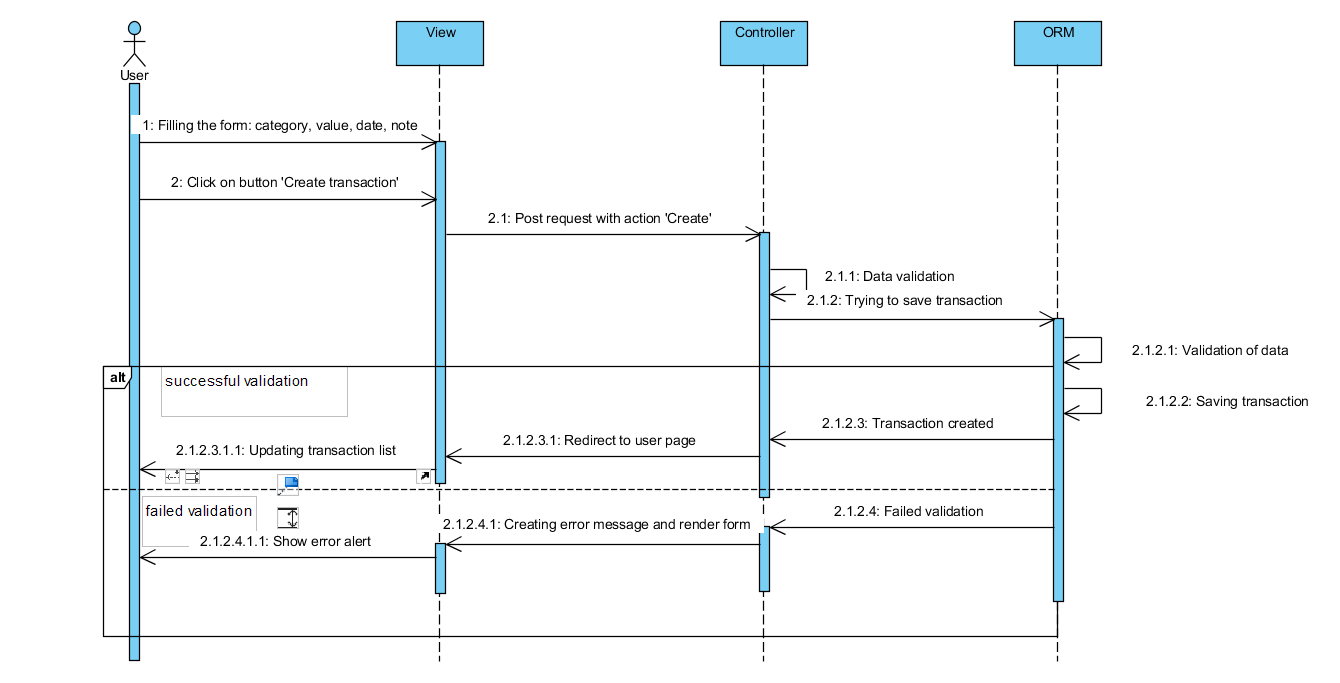 View
Controller
ORM
User
1: Filling the form: category, value, date, note
2: Click on button 'Create transaction'
2.1: Post request with action 'Create'
2.1.1: Data validation
2.1.2: Trying to save transaction
2.1.2.1: Validation of data
alt
successful validation
2.1.2.2: Saving transaction
2.1.2.3: Transaction created
2.1.2.3.1: Redirect to user page
2.1.2.3.1.1: Updating transaction list
failed validation
2.1.2.4: Failed validation
2.1.2.4.1: Creating error message and render form
2.1.2.4.1.1: Show error alert